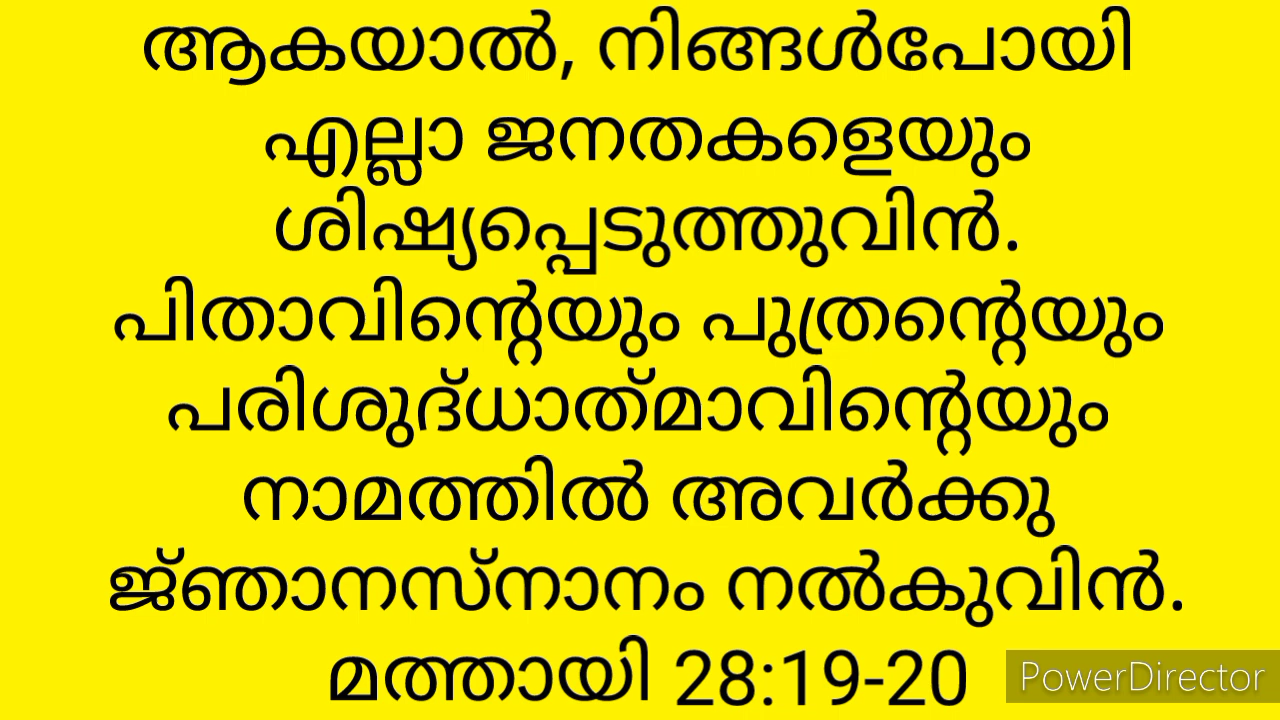 ആകയാൽ, നിങ്ങൾപോയി
എല്ലാ ജനതകളെയും
ശിഷ്യപ്പെടുത്തുവിൻ.
പിതാവിന്റെയും പുത്രന്റെയും
പരിശുദ്‌ധാത്‌മാവിന്റെയും
നാമത്തിൽ അവർക്കു
ജ്‌ഞാനസ്‌നാനം നൽകുവിൻ.
മത്തായി 28:19-20
PowerDirector